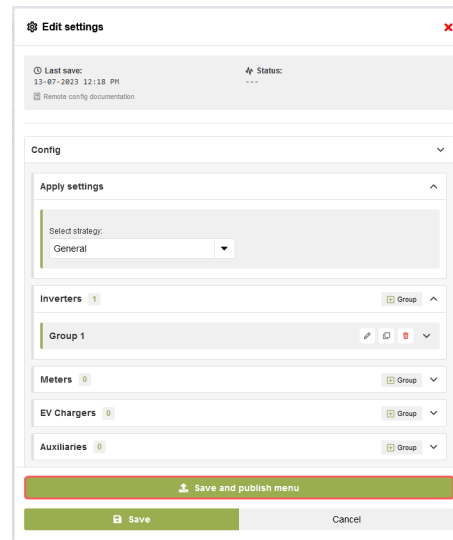 Edit settings
Last save:
13-07-2023 12:18 PM
Remote config documentation
Status:
---
Config
Apply settings
Select strategy:
General
Inverters 1 Group
Group 1
Meters 0 Group
EV Chargers 0 Group
Auxiliaries 0 Group
Save and publish menu
Save Cancel